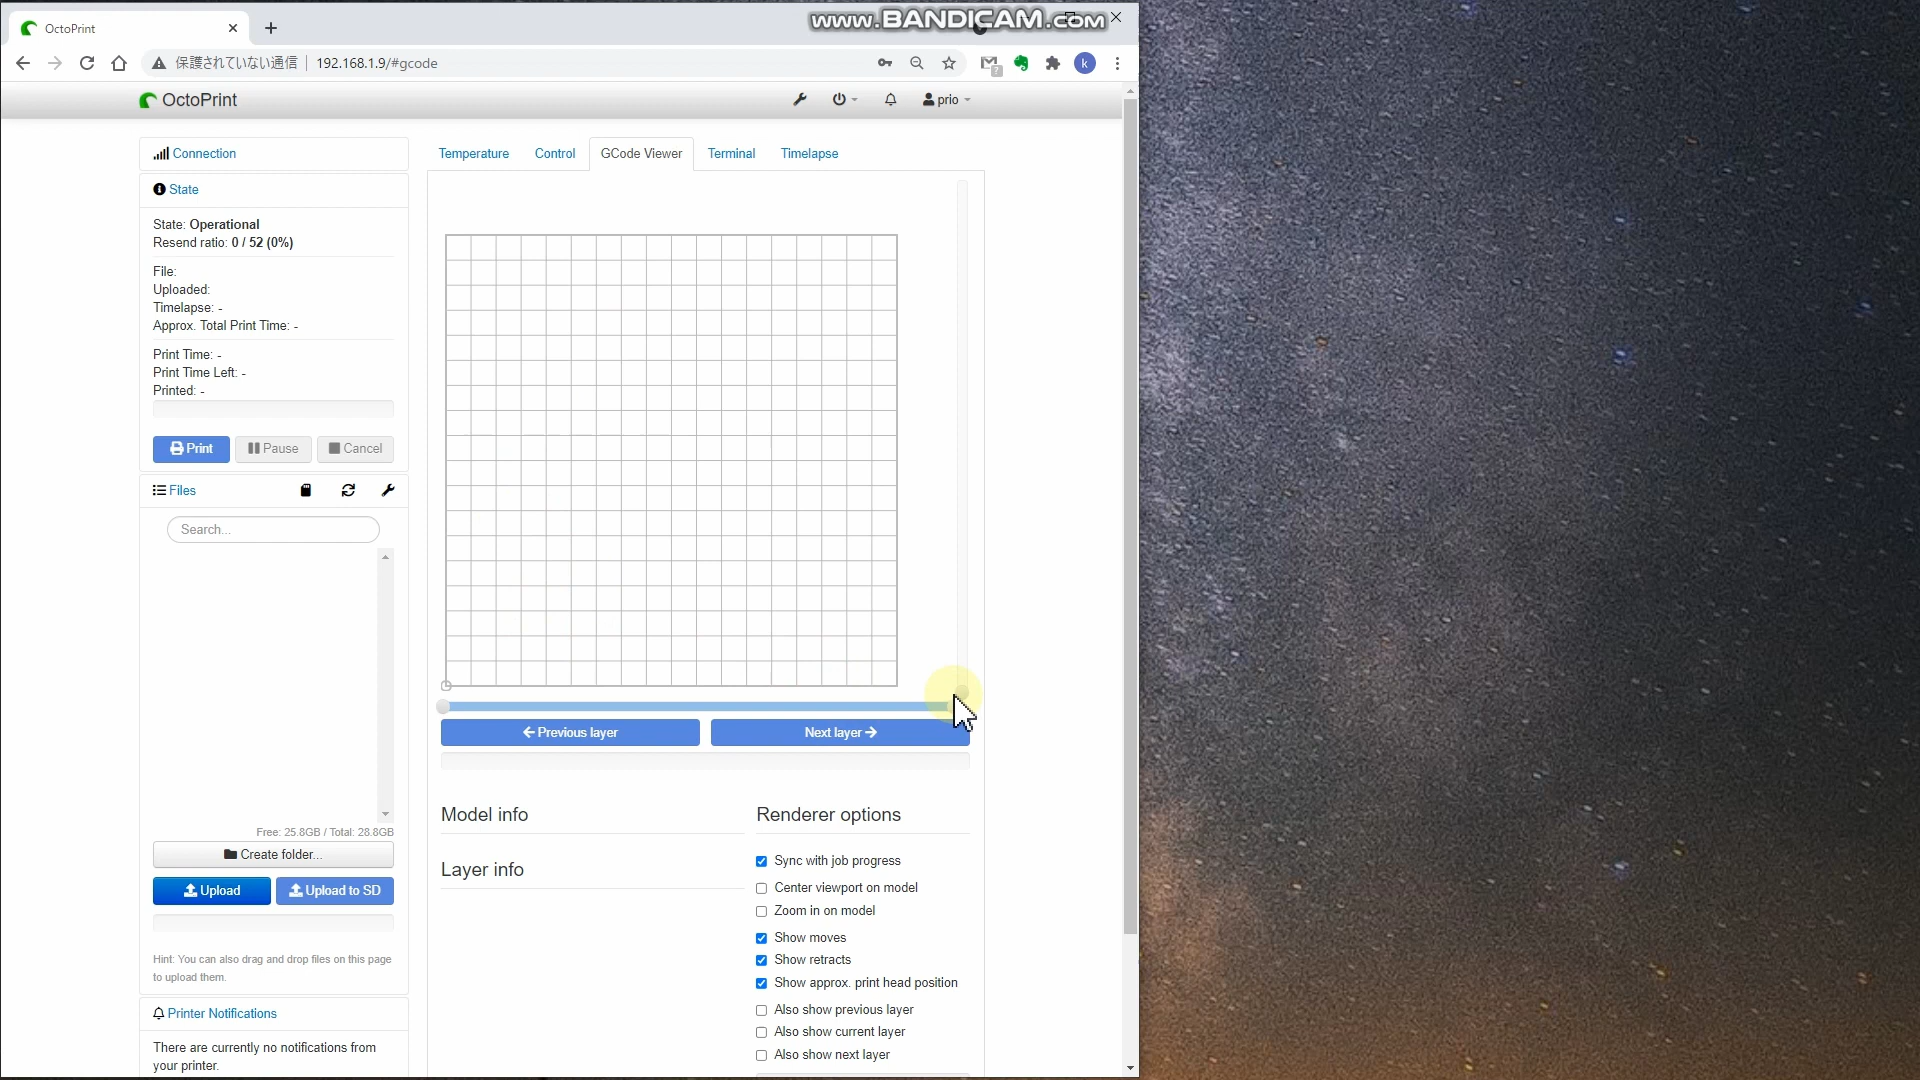 OctoPrint
www.BANDICAM.com
保護されていない通信 192.168.1.9/#gcode
k
OctoPrint
prio
Connection
State
State: Operational
Resend ratio: 0 / 52 (0%)
File:
Uploaded:
Timelapse: -
Approx. Total Print Time: -
Print Time: -
Print Time Left: -
Printed: -
Print Pause Cancel
Files
Search...
Free: 25.8GB / Total: 28.8GB
Create folder...
Upload Upload to SD
Hint: You can also drag and drop files on this page
to upload them.
Printer Notifications
There are currently no notifications from
your printer.
Temperature Control GCode Viewer Terminal Timelapse
Previous layer Next layer
Model info
Layer info
Renderer options
Sync with job progress
Center viewport on model
Zoom in on model
Show moves
Show retracts
Show approx. print head position
Also show previous layer
Also show current layer
Also show next layer